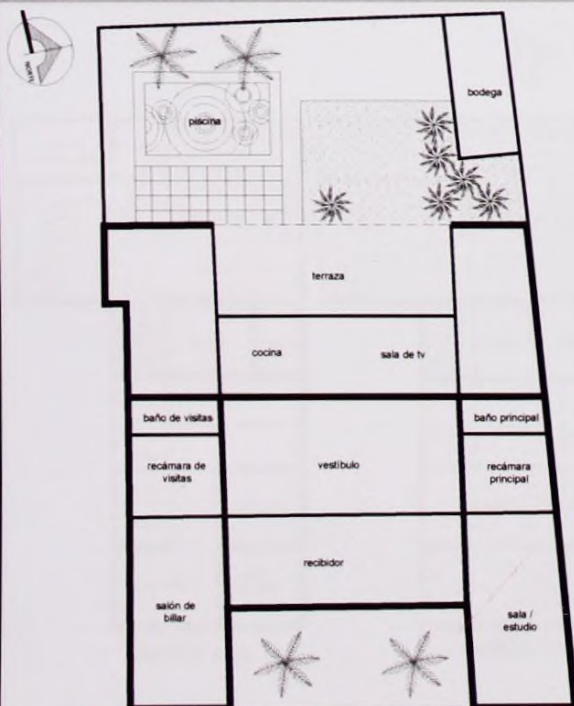 NORTE
bodega
piscina
terraza
cocina
sala de tv
baño de visitas
baño principal
recámara de
visitas
vestíbulo
recámara
principal
recibidor
salón de
billar
sala /
estudio